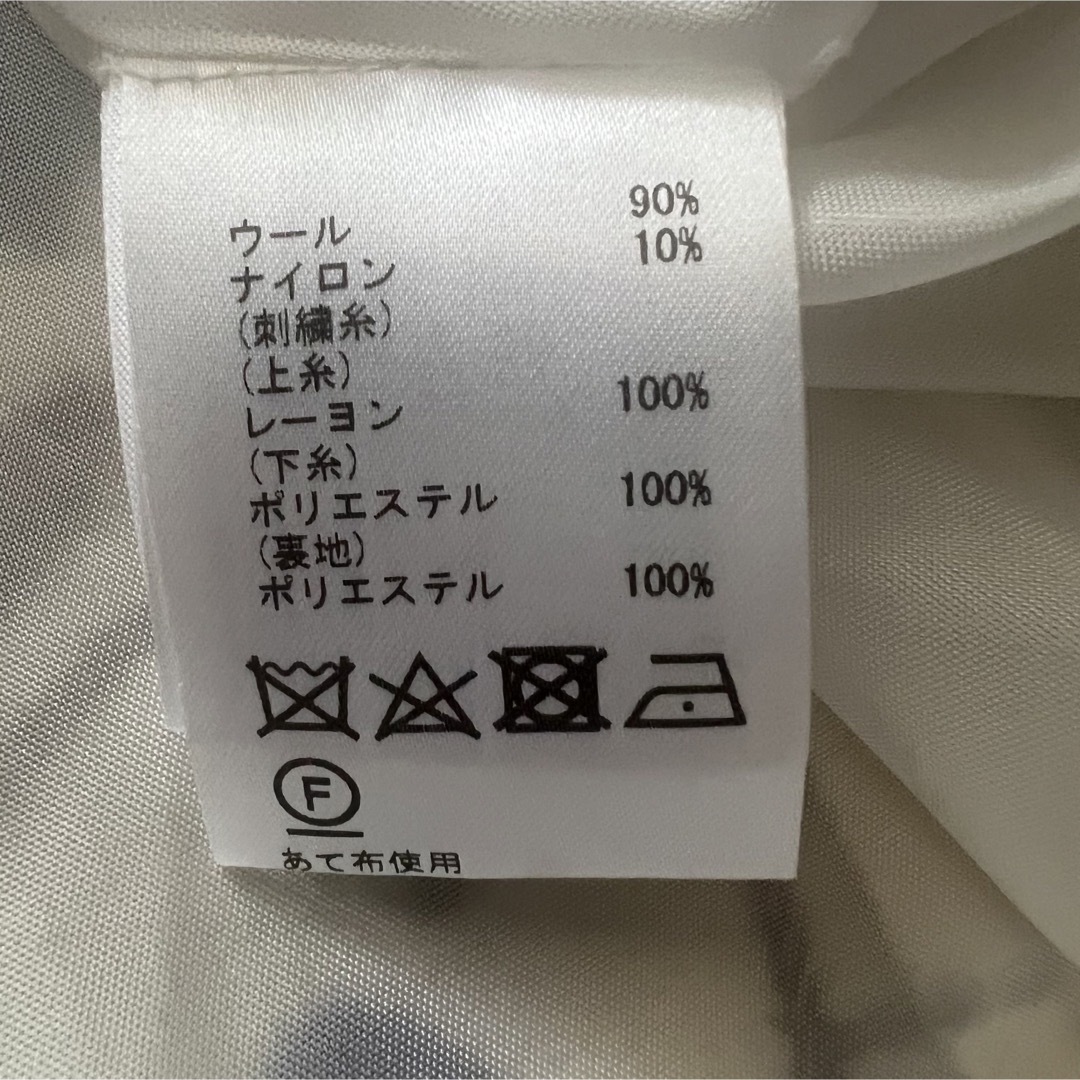 ウール 90%
ナイロン 10%
(刺繍糸)
(上糸)
レーヨン 100%
(下糸)
ポリエステル 100%
(裏地)
ポリエステル 100%
F
あて布使用